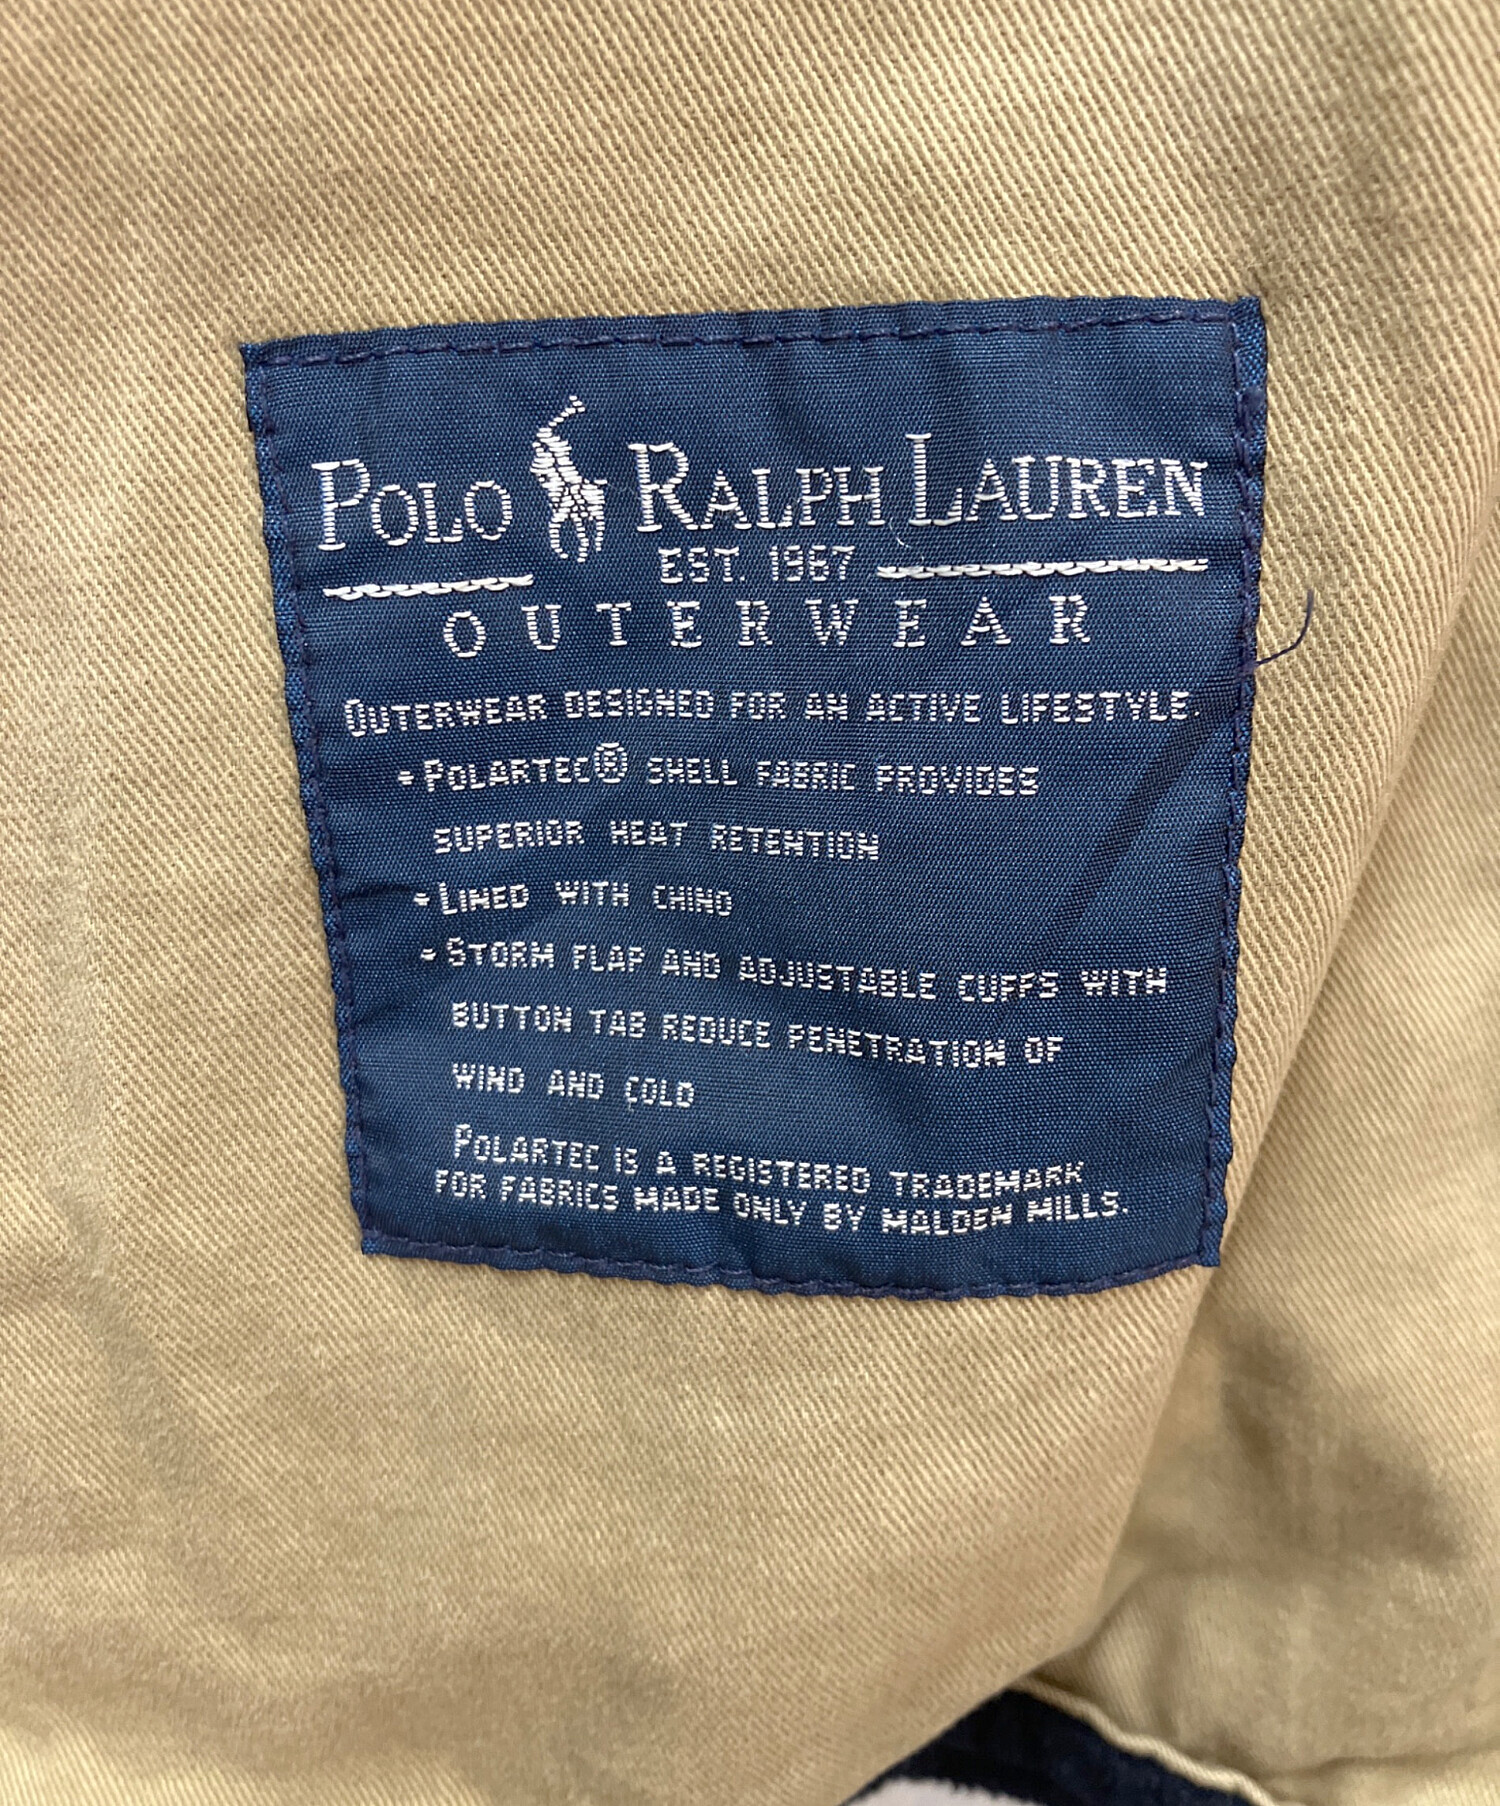 POLO RALPH LAUREN
EST. 1967
OUTERWEAR
OUTERWEAR DESIGNED FOR AN ACTIVE LIFESTYLE.
•POLARTEC® SHELL FABRIC PROVIDES
SUPERIOR HEAT RETENTION
•LINED WITH CHINO
•STORM FLAP AND ADJUSTABLE CUFFS WITH
BUTTON TAB REDUCE PENETRATION OF
WIND AND COLD
POLARTEC IS A REGISTERED TRADEMARK
FOR FABRICS MADE ONLY BY MALDEN MILLS.